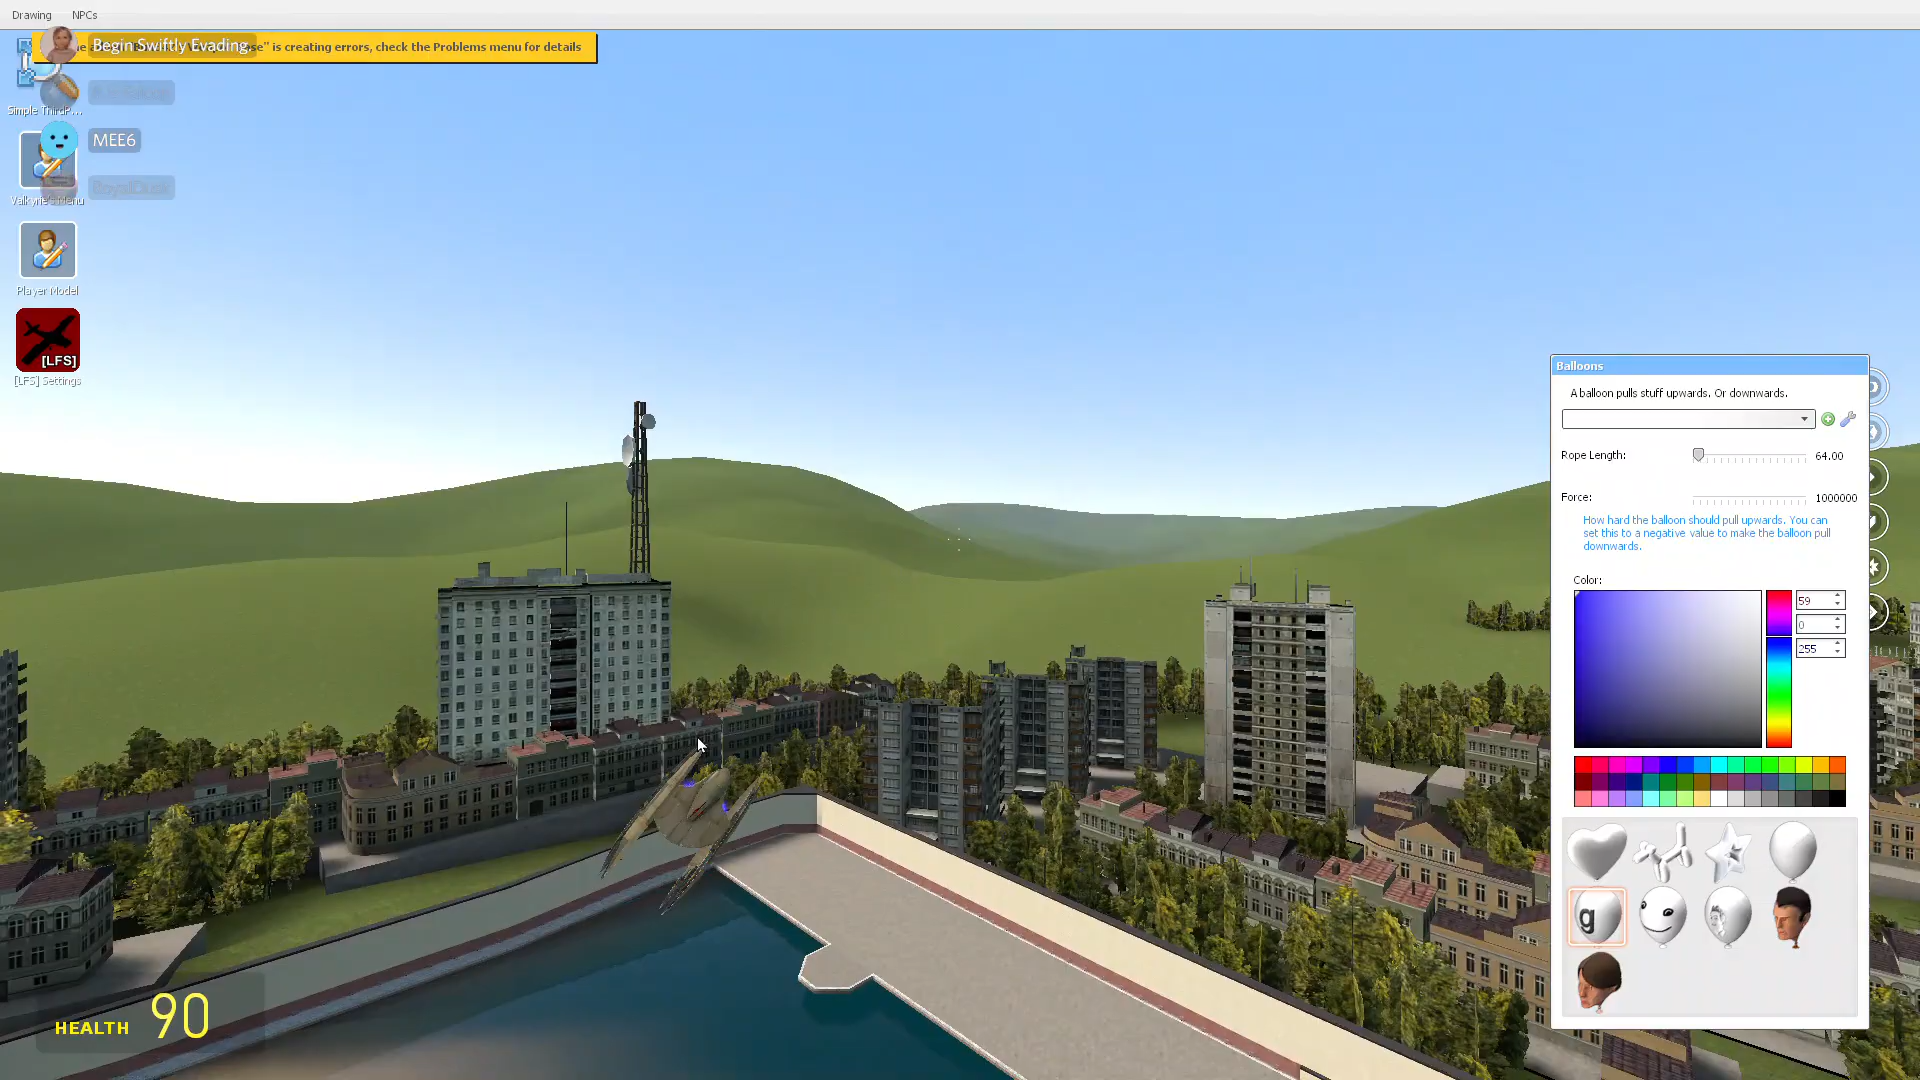 Drawing NPCs
Begin Swiftly Evading.
se" is creating errors, check the Problems menu for details
Simple ThirdP...
MEE6
RoyalDusk
Valkyrie's Menu
Player Model
[LFS]
[LFS] Settings
Balloons
A balloon pulls stuff upwards. Or downwards.
Rope Length: 64.00
Force: 1000000
How hard the balloon should pull upwards. You can
set this to a negative value to make the balloon pull
downwards.
Color:
59
0
255
g
HEALTH 90